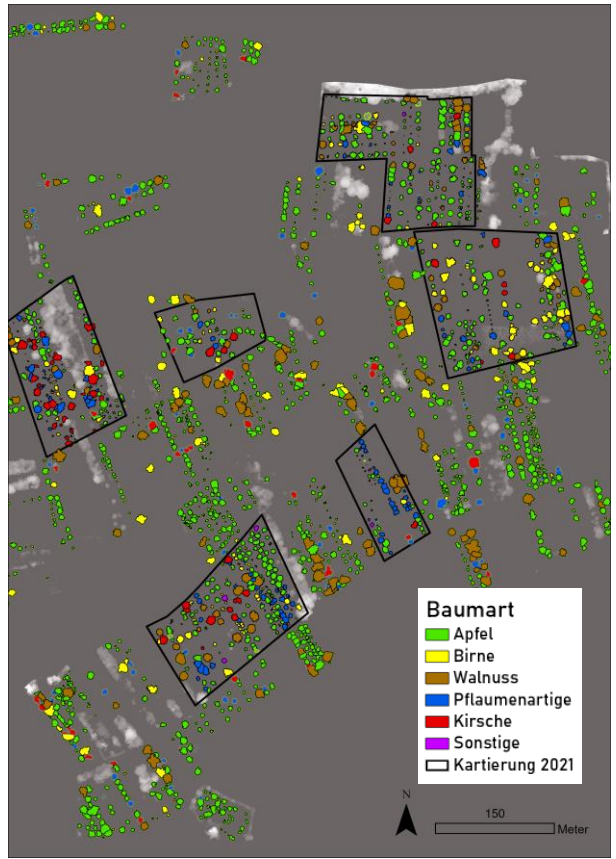 Baumart
Apfel
Birne
Walnuss
Pflaumenartige
Kirsche
Sonstige
Kartierung 2021
N
150
Meter